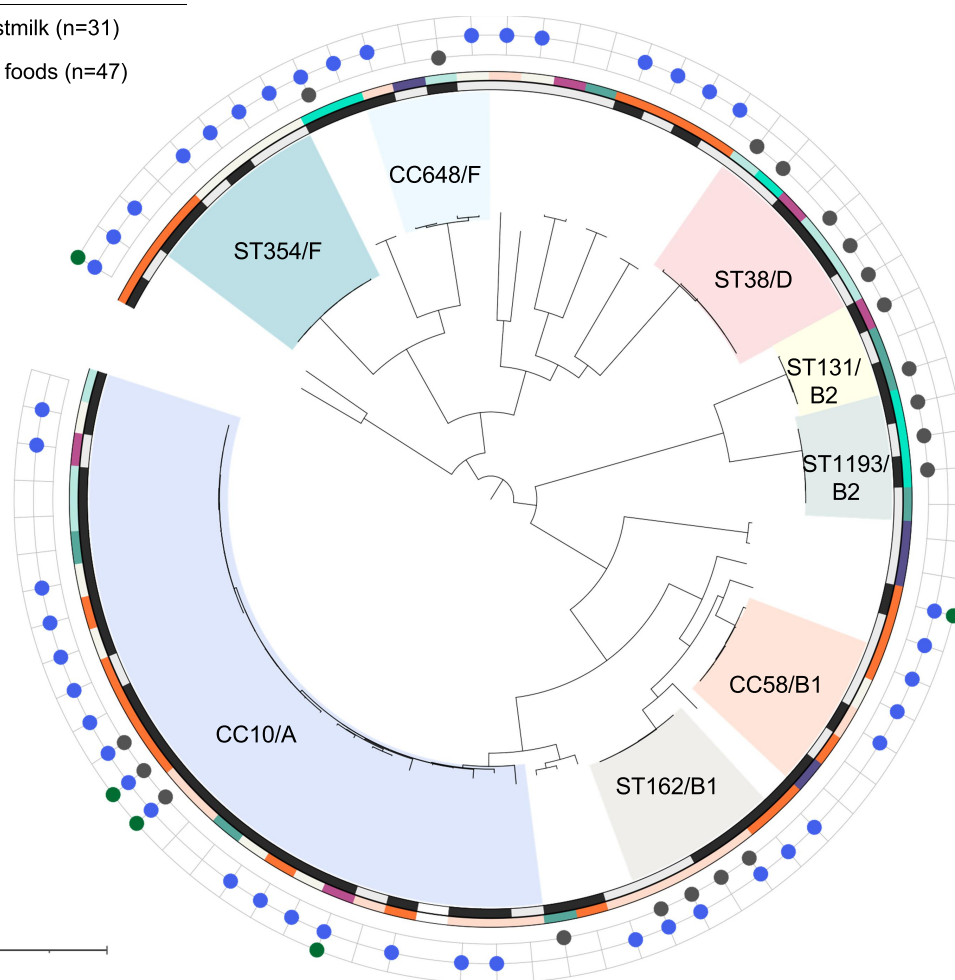 stmilk (n=31)
foods (n=47)
CC648/F
ST354/F
ST38/D
ST131/
B2
ST1193/
B2
CC58/B1
CC10/A
ST162/B1